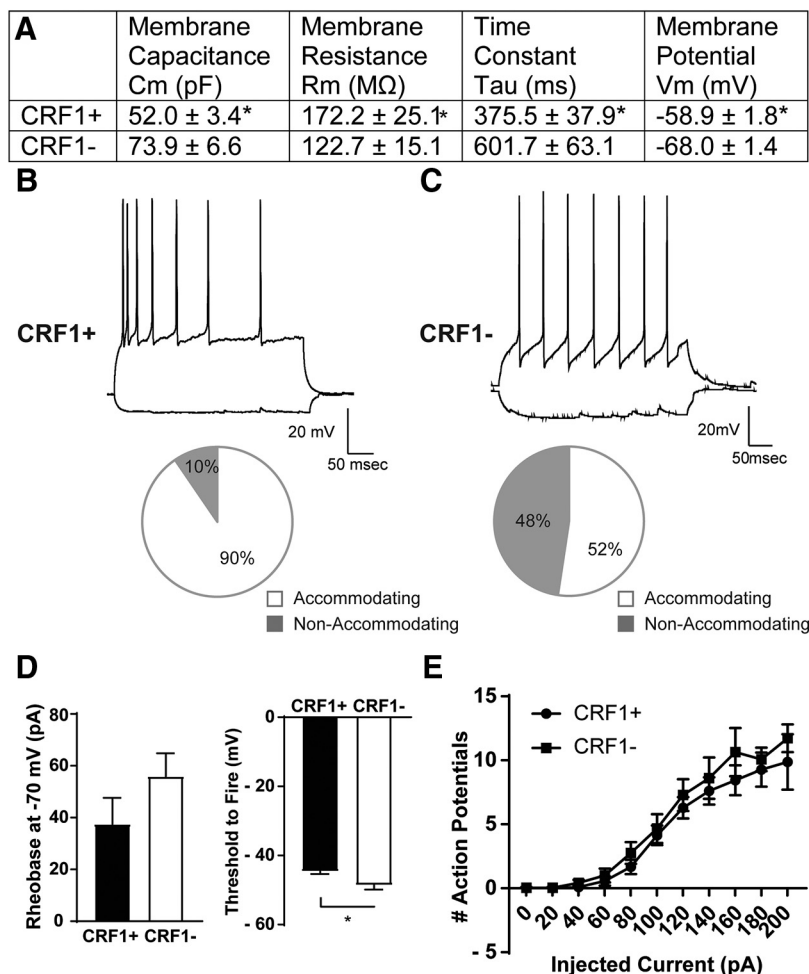 A
Membrane Capacitance Cm (pF)
Membrane Resistance Rm (MΩ)
Time Constant Tau (ms)
Membrane Potential Vm (mV)
CRF1+ 52.0 ± 3.4* 172.2 ± 25.1* 375.5 ± 37.9* -58.9 ± 1.8*
CRF1- 73.9 ± 6.6 122.7 ± 15.1 601.7 ± 63.1 -68.0 ± 1.4
B
CRF1+
20 mV
50 msec
10%
90%
Accommodating
Non-Accommodating
C
CRF1-
20mV
50msec
48%
52%
Accommodating
Non-Accommodating
D
Rheobase at -70 mV (pA)
80
60
40
20
0
CRF1+ CRF1-
Threshold to Fire (mV)
CRF1+ CRF1-
0
- 20
- 40
- 60
*
E
# Action Potentials
15
10
5
0
- 5
CRF1+
CRF1-
0 20 40 60 80 100 120 140 160 180 200
Injected Current (pA)